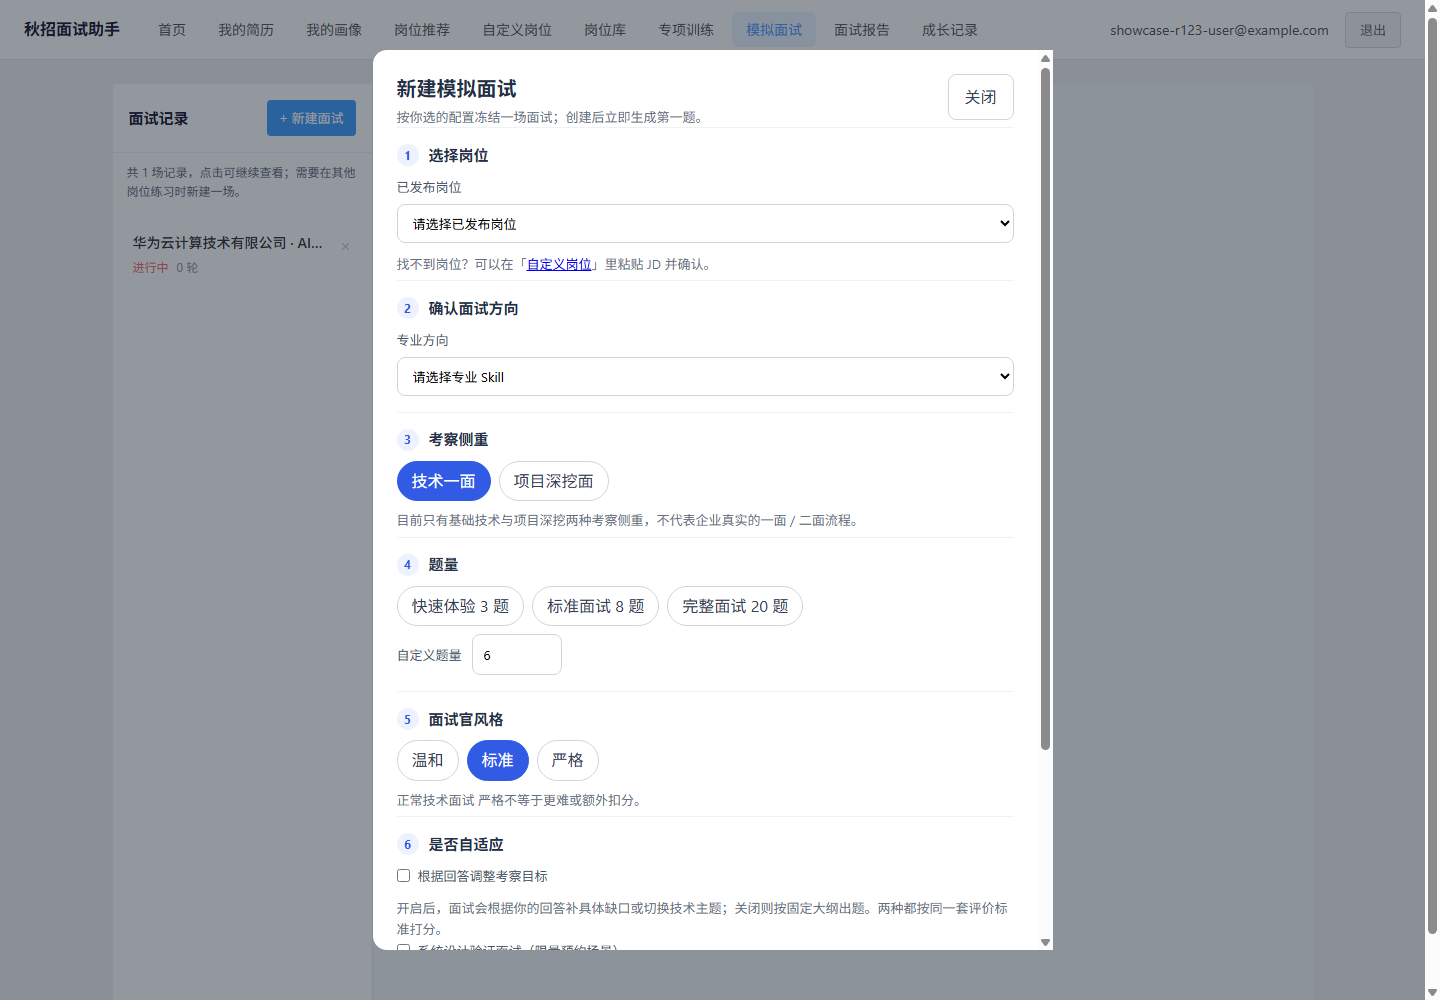 秋招面试助手 首页 我的简历 我的画像 岗位推荐 自定义岗位 岗位库 专项训练 模拟面试 面试报告 成长记录 showcase-r123-user@example.com 退出
面试记录 + 新建面试
共 1 场记录，点击可继续查看；需要在其他
岗位练习时新建一场。
华为云计算技术有限公司 · AI... ×
进行中 0 轮
新建模拟面试
关闭
按你选的配置冻结一场面试；创建后立即生成第一题。
1 选择岗位
已发布岗位
请选择已发布岗位
找不到岗位？可以在「自定义岗位」里粘贴 JD 并确认。
2 确认面试方向
专业方向
请选择专业 Skill
3 考察侧重
技术一面 项目深挖面
目前只有基础技术与项目深挖两种考察侧重，不代表企业真实的一面 / 二面流程。
4 题量
快速体验 3 题 标准面试 8 题 完整面试 20 题
自定义题量 6
5 面试官风格
温和 标准 严格
正常技术面试 严格不等于更难或额外扣分。
6 是否自适应
根据回答调整考察目标
开启后，面试会根据你的回答补具体缺口或切换技术主题；关闭则按固定大纲出题。两种都按同一套评价标
准打分。
系统设计验证面试（限量预约场景）